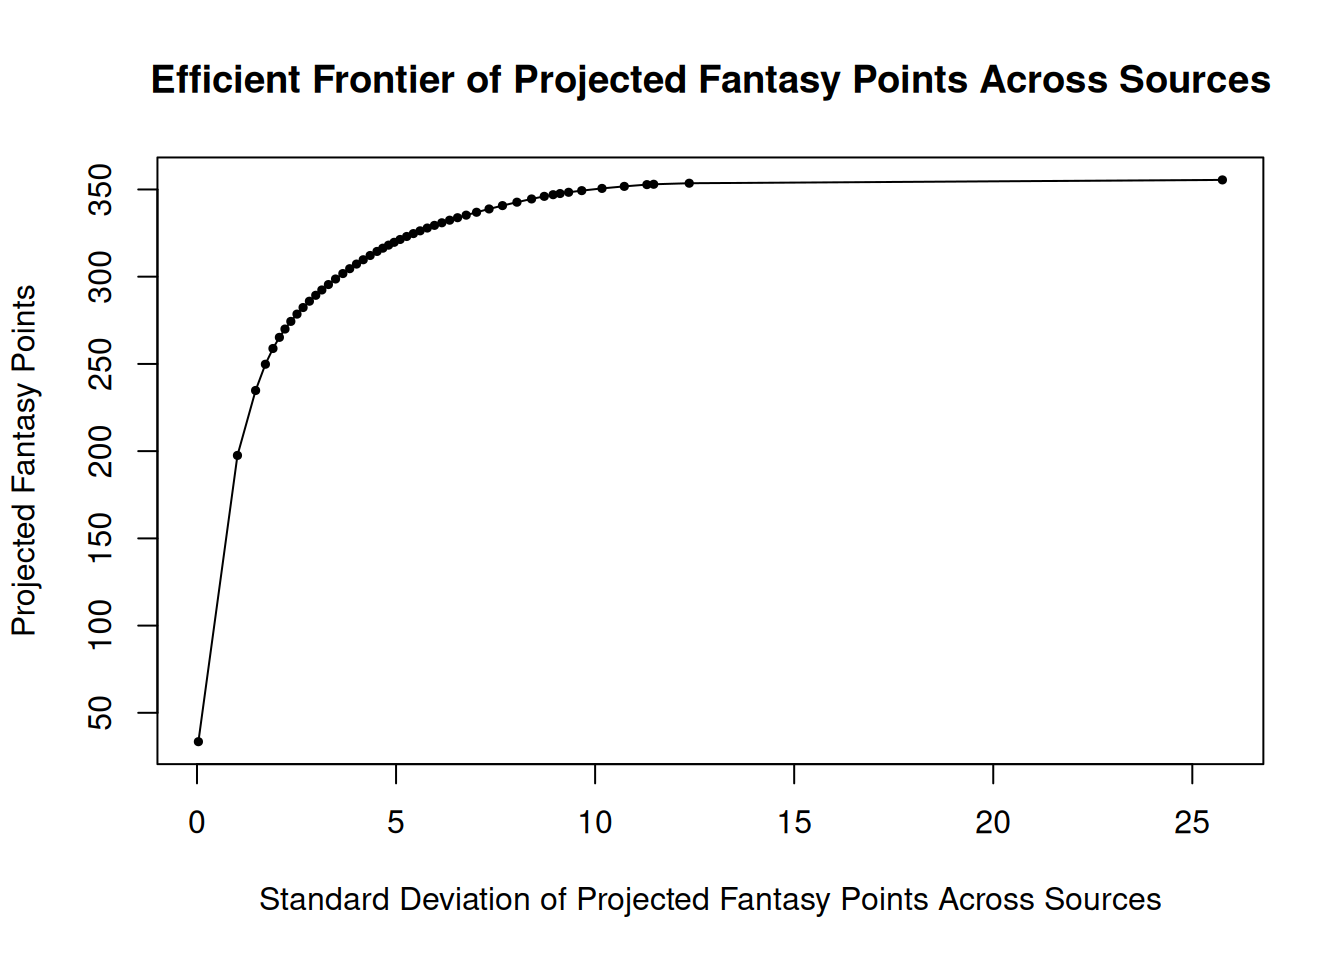 Efficient Frontier of Projected Fantasy Points Across Sources
Projected Fantasy Points
350
300
250
200
150
100
50
0 5 10 15 20 25
Standard Deviation of Projected Fantasy Points Across Sources